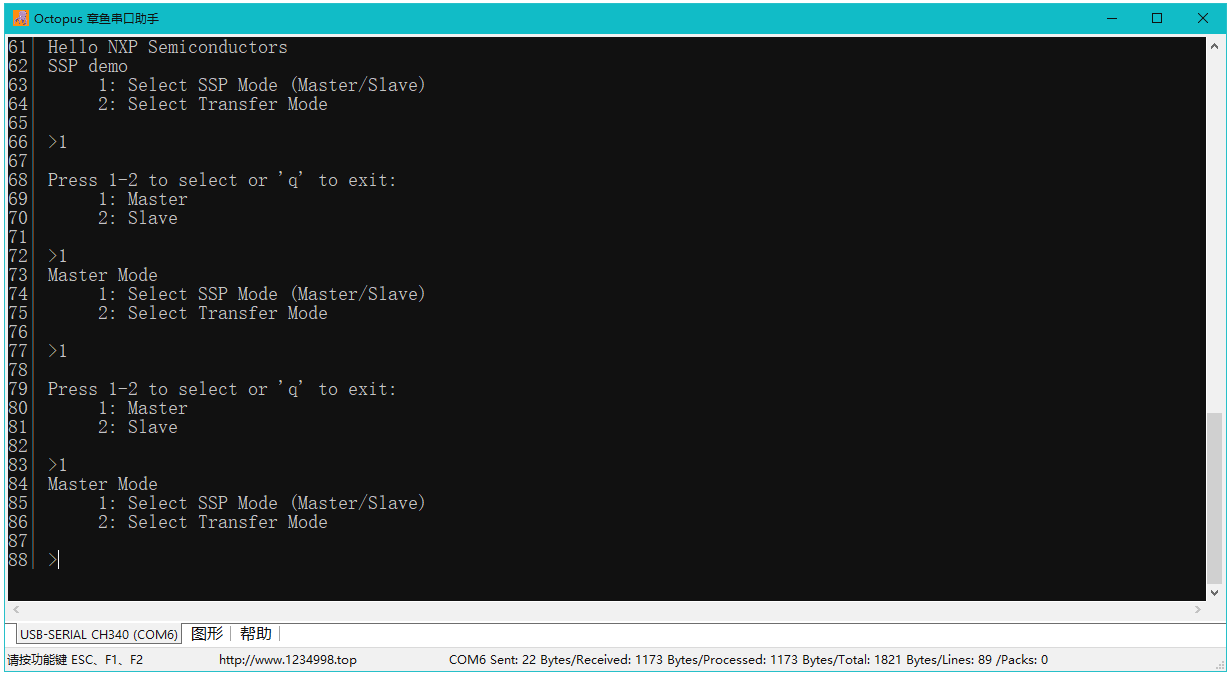 Octopus 章鱼串口助手
61 Hello NXP Semiconductors
62 SSP demo
63 1: Select SSP Mode (Master/Slave)
64 2: Select Transfer Mode
65
66 >1
67
68 Press 1-2 to select or 'q' to exit:
69 1: Master
70 2: Slave
71
72 >1
73 Master Mode
74 1: Select SSP Mode (Master/Slave)
75 2: Select Transfer Mode
76
77 >1
78
79 Press 1-2 to select or 'q' to exit:
80 1: Master
81 2: Slave
82
83 >1
84 Master Mode
85 1: Select SSP Mode (Master/Slave)
86 2: Select Transfer Mode
87
88 >
USB-SERIAL CH340 (COM6) 图形 帮助
请按功能键 ESC、F1、F2 http://www.1234998.top COM6 Sent: 22 Bytes/Received: 1173 Bytes/Processed: 1173 Bytes/Total: 1821 Bytes/Lines: 89 /Packs: 0